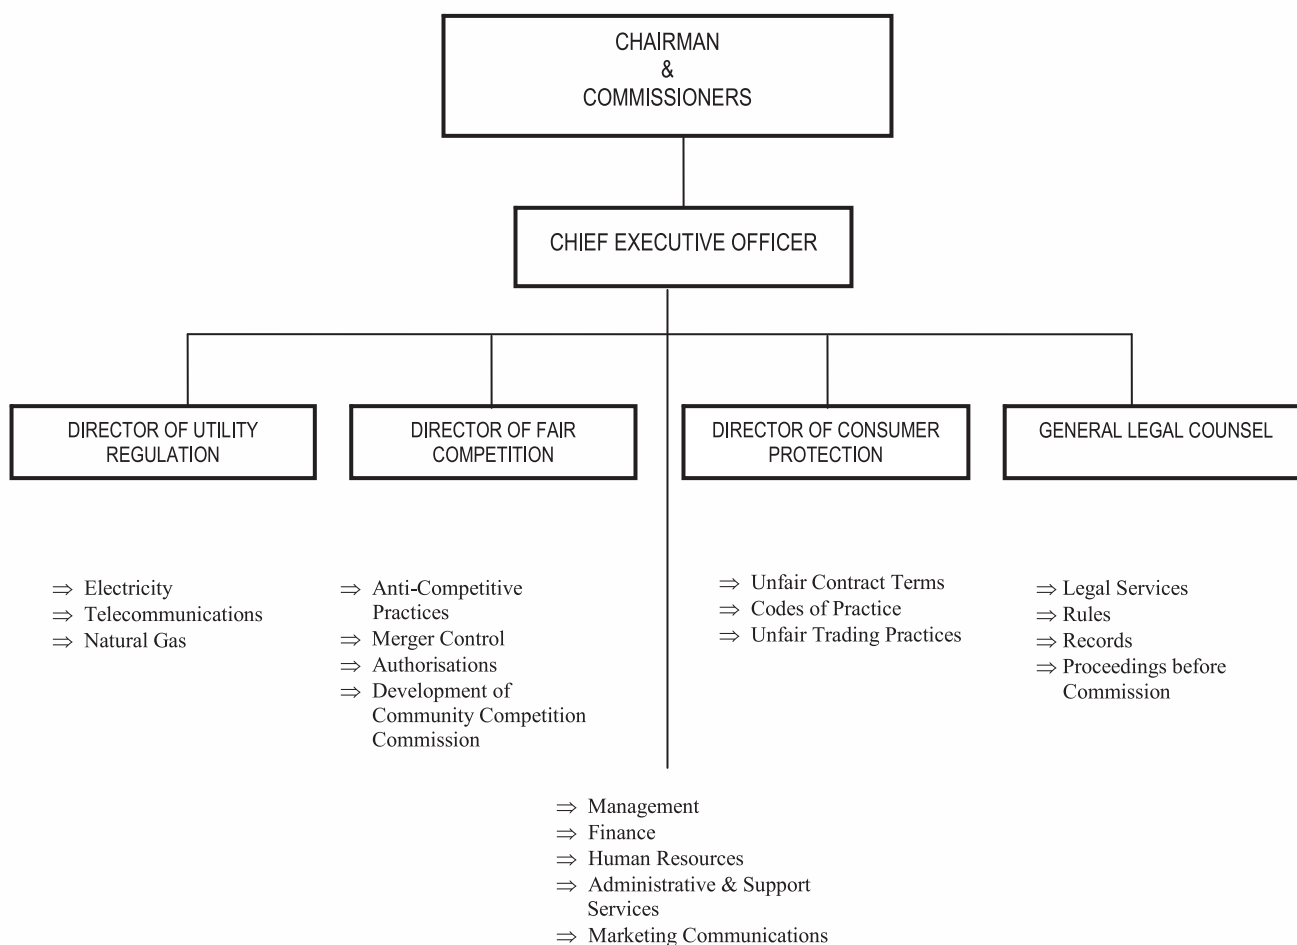 CHAIRMAN
&
COMMISSIONERS
CHIEF EXECUTIVE OFFICER
DIRECTOR OF UTILITY
REGULATION
DIRECTOR OF FAIR
COMPETITION
DIRECTOR OF CONSUMER
PROTECTION
GENERAL LEGAL COUNSEL
⇒ Electricity
⇒ Telecommunications
⇒ Natural Gas
⇒ Anti-Competitive
Practices
⇒ Merger Control
⇒ Authorisations
⇒ Development of
Community Competition
Commission
⇒ Unfair Contract Terms
⇒ Codes of Practice
⇒ Unfair Trading Practices
⇒ Legal Services
⇒ Rules
⇒ Records
⇒ Proceedings before
Commission
⇒ Management
⇒ Finance
⇒ Human Resources
⇒ Administrative & Support
Services
⇒ Marketing Communications